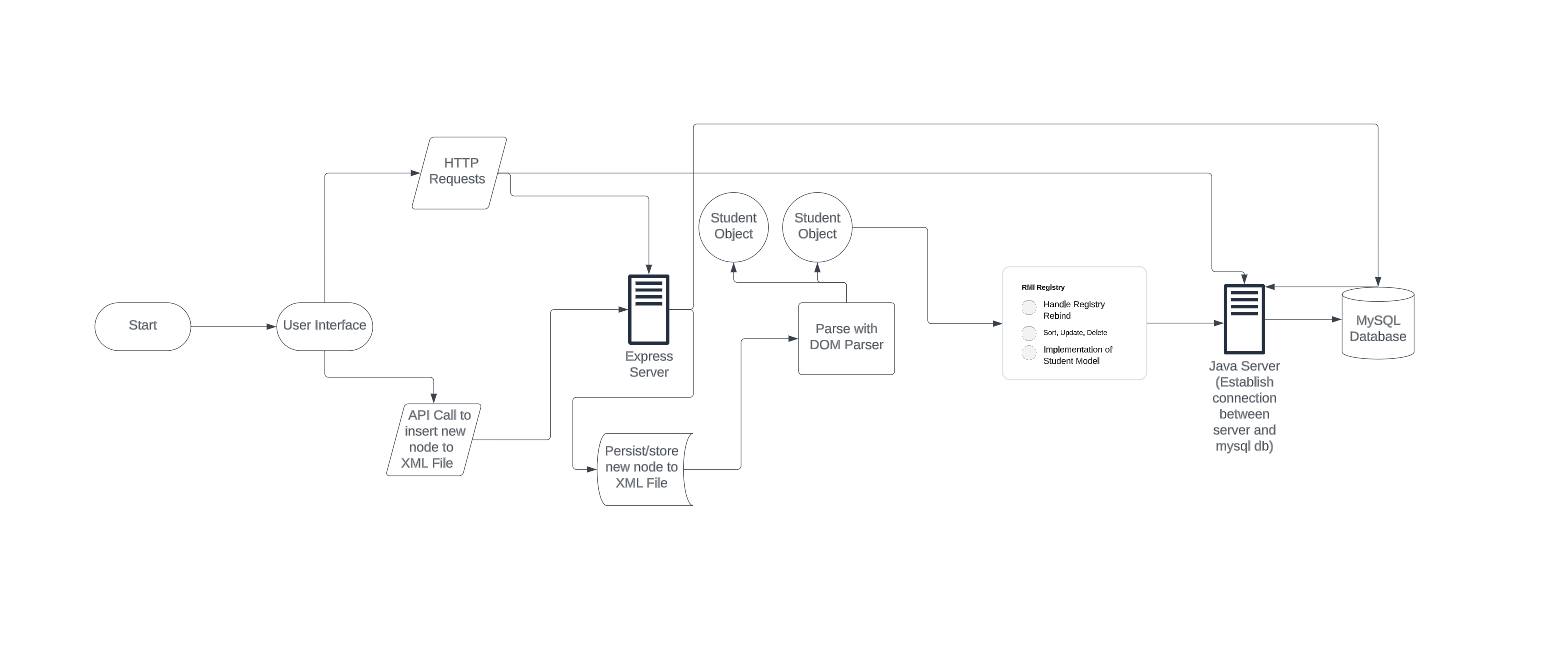 HTTP
Requests
Student
Object
Student
Object
RMI Registry
Handle Registry
Rebind
Sort, Update, Delete
Implementation of
Student Model
Start
User Interface
Express
Server
Parse with
DOM Parser
MySQL
Database
Java Server
(Establish
connection
between
server and
mysql db)
API Call to
insert new
node to
XML File
Persist/store
new node to
XML File